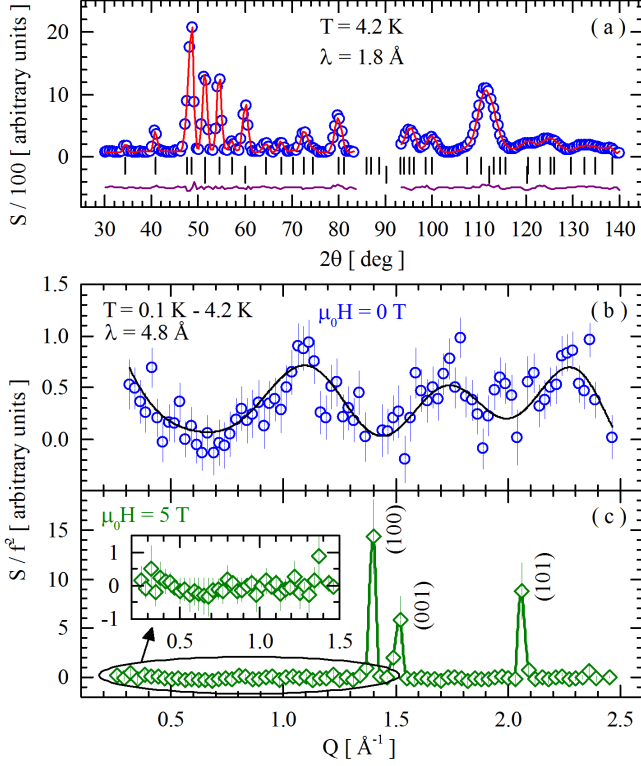 T = 4.2 K
( a )
λ = 1.8 Å
20
10
0
S / 100 [ arbitrary units ]
30 40 50 60 70 80 90 100 110 120 130 140
2θ [ deg ]
1.5
T = 0.1 K - 4.2 K
μ₀H = 0 T
( b )
λ = 4.8 Å
1.0
0.5
0.0
S / f² [ arbitrary units ]
μ₀H = 5 T
( c )
15
10
5
0
(100)
(001)
(101)
1
0
-1
0.5 1.0 1.5
0.5 1.0 1.5 2.0 2.5
Q [ Å⁻¹ ]